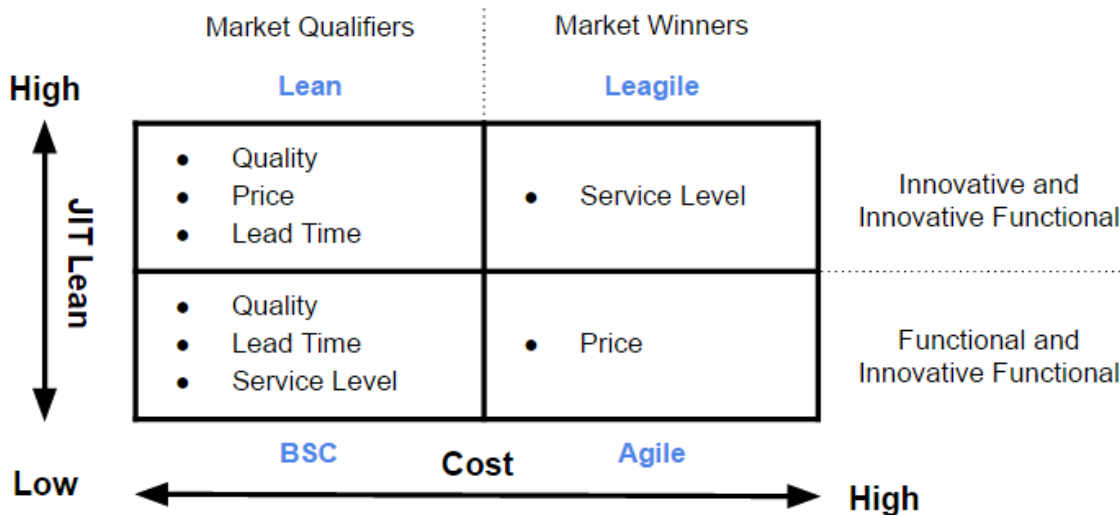 Market Qualifiers
Market Winners
Lean
Leagile
High
JIT Lean
Low
• Quality
• Price
• Lead Time
• Service Level
Innovative and
Innovative Functional
• Quality
• Lead Time
• Service Level
• Price
Functional and
Innovative Functional
BSC
Cost
Agile
High